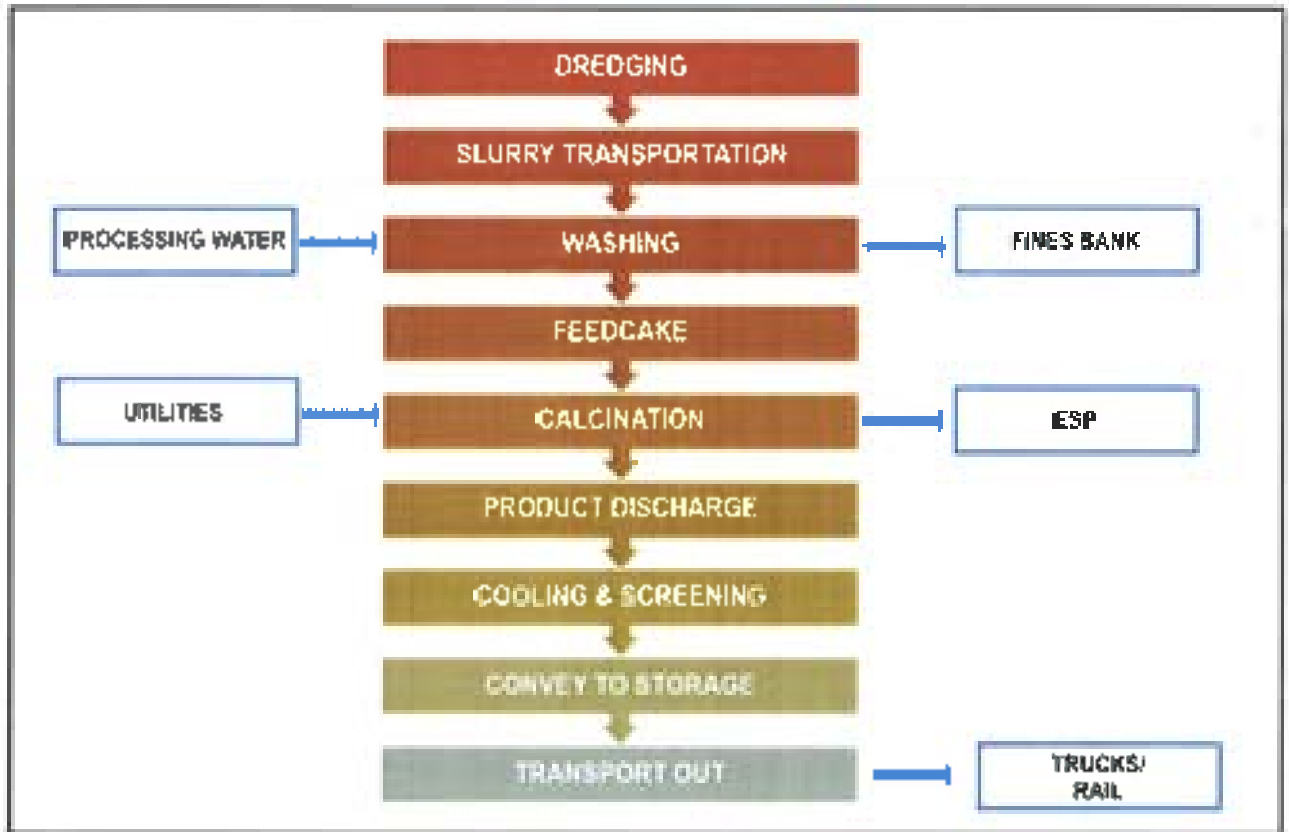 DREDGING
SLURRY TRANSPORTATION
PROCESSING WATER
WASHING
FINES BANK
FEEDCAKE
UTILITIES
CALCINATION
ESP
PRODUCT DISCHARGE
COOLING & SCREENING
CONVEY TO STORAGE
TRANSPORT OUT
TRUCKS/
RAIL